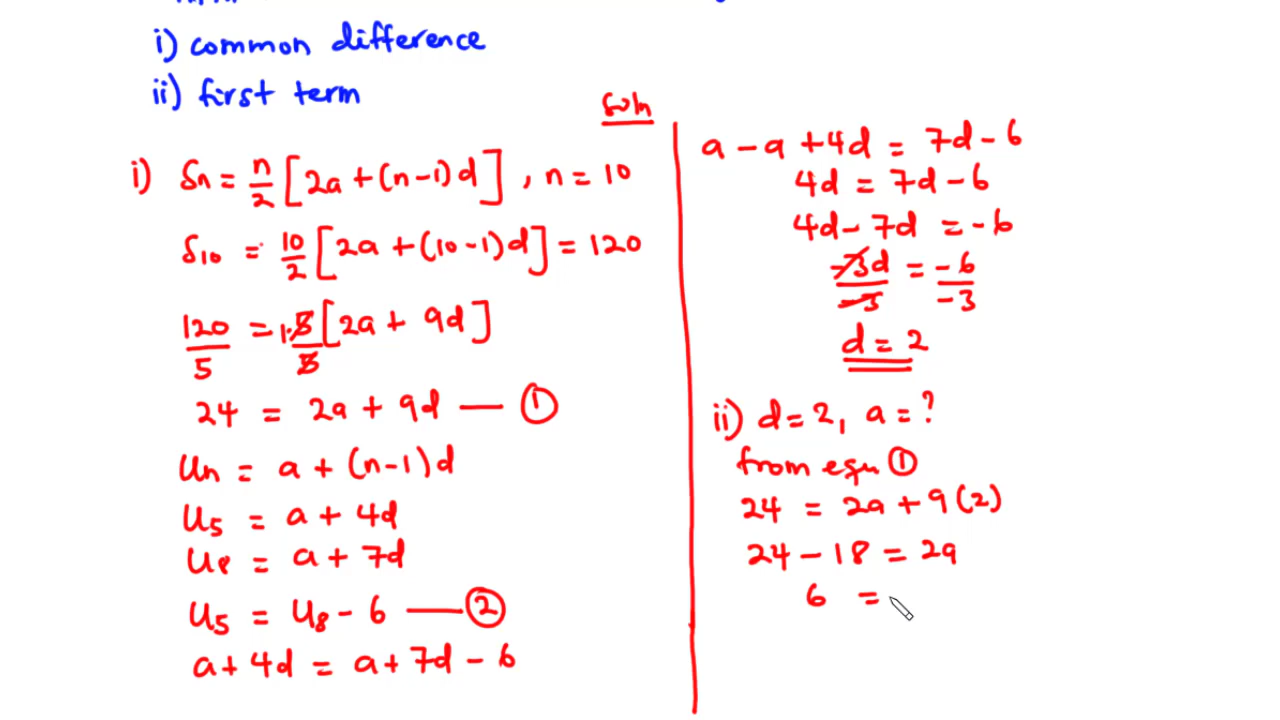 i) common difference
ii) first term
Soln
i) Sn = n/2 [2a + (n-1)d] , n = 10
S10 = 10/2 [2a + (10-1)d] = 120
120/5 = 1·5/5 [2a + 9d]
24 = 2a + 9d — ①
Un = a + (n-1)d
U5 = a + 4d
U8 = a + 7d
U5 = U8 - 6 — ②
a + 4d = a + 7d - 6
a - a + 4d = 7d - 6
4d = 7d - 6
4d - 7d = -6
-3d/-3 = -6/-3
d = 2
ii) d = 2, a = ?
from equ ①
24 = 2a + 9(2)
24 - 18 = 2a
6 =